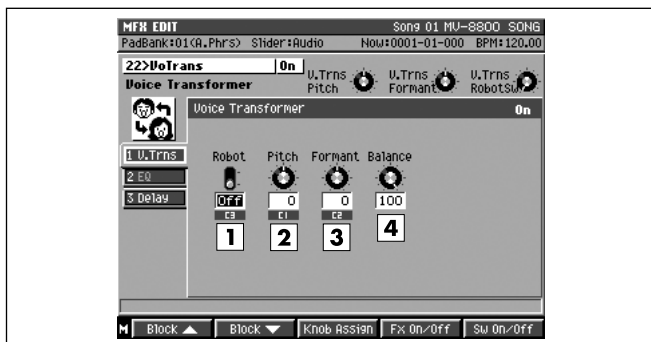 MFX EDIT Song 01 MV-8800 SONG
PadBank:01(A.Phrs) Slider:Audio Now:0001-01-000 BPM:120.00
22>VoTrans On
Voice Transformer
V.Trns Pitch
V.Trns Formant
V.Trns RobotSw
Voice Transformer On
1 V.Trns
2 EQ
3 Delay
Robot Pitch Formant Balance
Off 0 0 100
C3 C1 C2
1 2 3 4
M Block ▲ Block ▼ Knob Assign Fx On/Off Sw On/Off